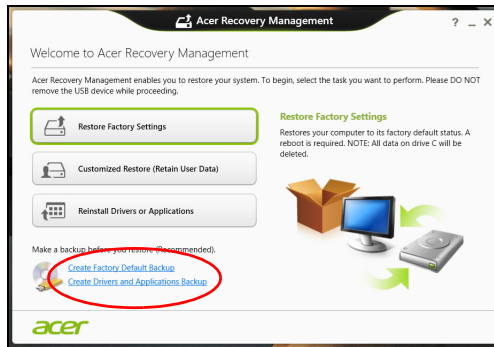 Acer Recovery Management
Welcome to Acer Recovery Management
Acer Recovery Management enables you to restore your system. To begin, select the task you want to perform. Please DO NOT
remove the USB device while proceeding.
Restore Factory Settings
Customized Restore (Retain User Data)
Reinstall Drivers or Applications
Restore Factory Settings
Restores your computer to its factory default status. A
reboot is required. NOTE: All data on drive C will be
deleted.
Make a backup before you restore (Recommended).
Create Factory Default Backup
Create Drivers and Applications Backup
acer